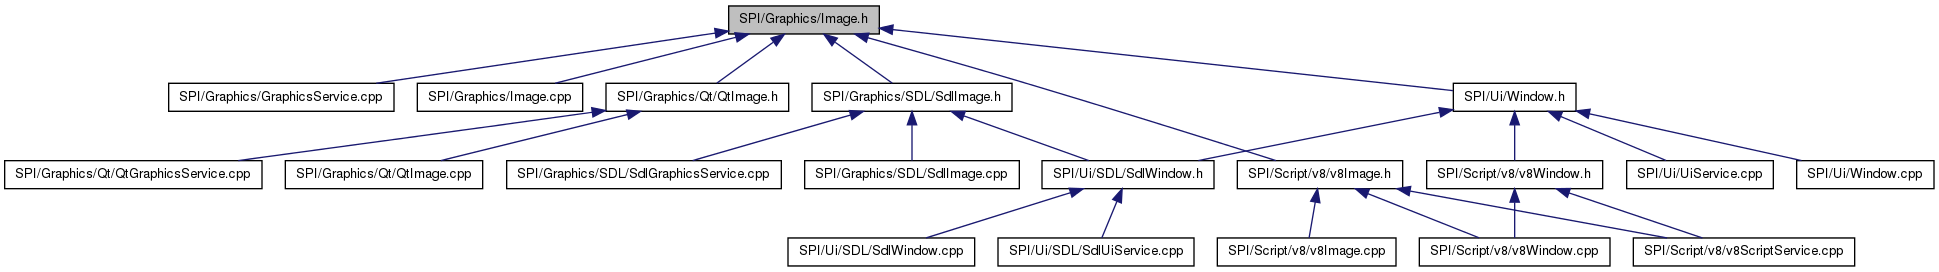 SPI/Graphics/Image.h
SPI/Graphics/GraphicsService.cpp
SPI/Graphics/Image.cpp
SPI/Graphics/Qt/QtImage.h
SPI/Graphics/SDL/SdlImage.h
SPI/Ui/Window.h
SPI/Graphics/Qt/QtGraphicsService.cpp
SPI/Graphics/Qt/QtImage.cpp
SPI/Graphics/SDL/SdlGraphicsService.cpp
SPI/Graphics/SDL/SdlImage.cpp
SPI/Ui/SDL/SdlWindow.h
SPI/Script/v8/v8Image.h
SPI/Script/v8/v8Window.h
SPI/Ui/UiService.cpp
SPI/Ui/Window.cpp
SPI/Ui/SDL/SdlWindow.cpp
SPI/Ui/SDL/SdlUiService.cpp
SPI/Script/v8/v8Image.cpp
SPI/Script/v8/v8Window.cpp
SPI/Script/v8/v8ScriptService.cpp